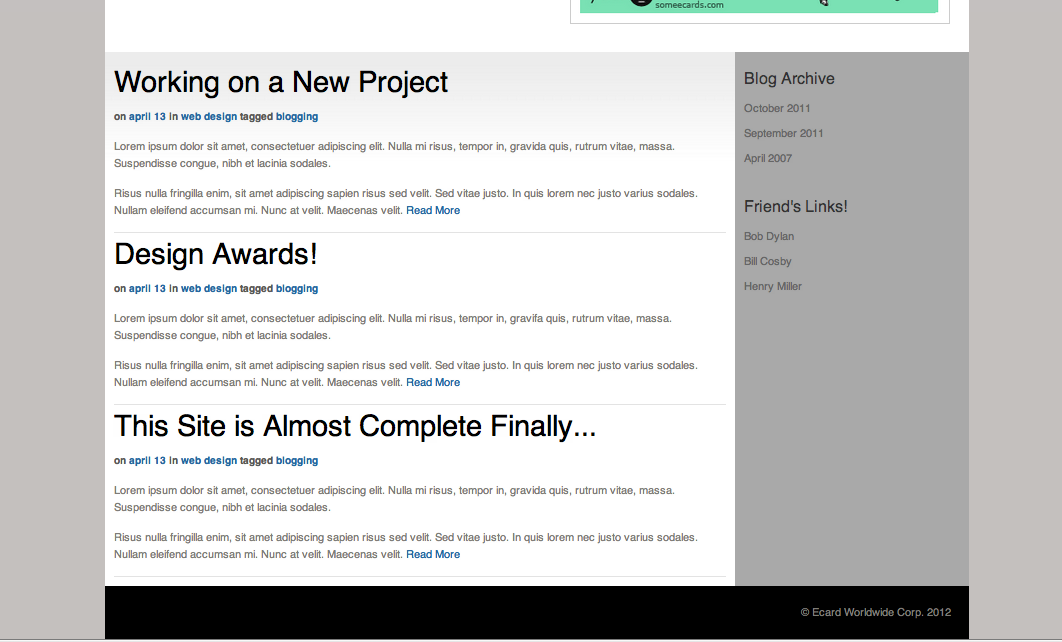 someecards.com
Working on a New Project
on april 13 in web design tagged blogging
Lorem ipsum dolor sit amet, consectetuer adipiscing elit. Nulla mi risus, tempor in, gravida quis, rutrum vitae, massa.
Suspendisse congue, nibh et lacinia sodales.
Risus nulla fringilla enim, sit amet adipiscing sapien risus sed velit. Sed vitae justo. In quis lorem nec justo varius sodales.
Nullam eleifend accumsan mi. Nunc at velit. Maecenas velit. Read More
Design Awards!
on april 13 in web design tagged blogging
Lorem ipsum dolor sit amet, consectetuer adipiscing elit. Nulla mi risus, tempor in, gravifa quis, rutrum vitae, massa.
Suspendisse congue, nibh et lacinia sodales.
Risus nulla fringilla enim, sit amet adipiscing sapien risus sed velit. Sed vitae justo. In quis lorem nec justo varius sodales.
Nullam eleifend accumsan mi. Nunc at velit. Maecenas velit. Read More
This Site is Almost Complete Finally...
on april 13 in web design tagged blogging
Lorem ipsum dolor sit amet, consectetuer adipiscing elit. Nulla mi risus, tempor in, gravida quis, rutrum vitae, massa.
Suspendisse congue, nibh et lacinia sodales.
Risus nulla fringilla enim, sit amet adipiscing sapien risus sed velit. Sed vitae justo. In quis lorem nec justo varius sodales.
Nullam eleifend accumsan mi. Nunc at velit. Maecenas velit. Read More
Blog Archive
October 2011
September 2011
April 2007
Friend's Links!
Bob Dylan
Bill Cosby
Henry Miller
© Ecard Worldwide Corp. 2012